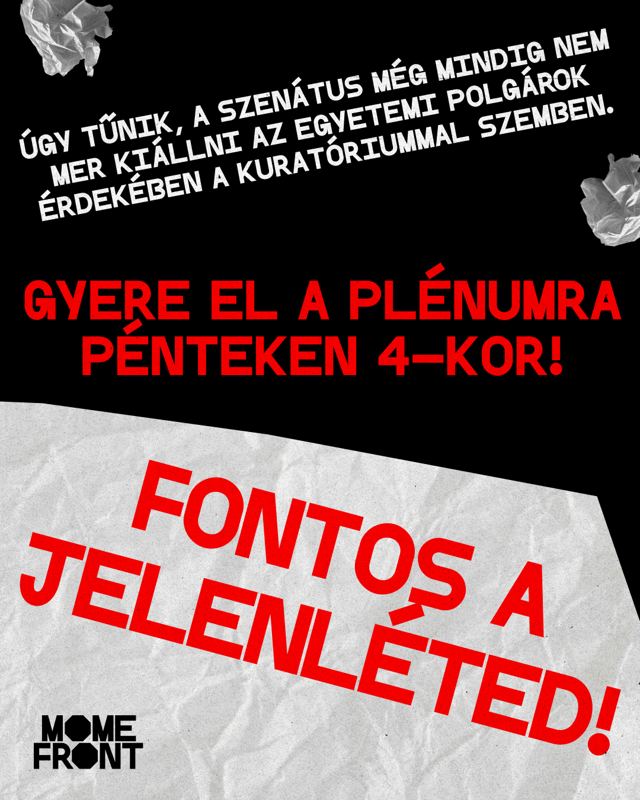 ÚGY TŰNIK, A SZENÁTUS MÉG MINDIG NEM
MER KIÁLLNI AZ EGYETEMI POLGÁROK
ÉRDEKÉBEN A KURATÓRIUMMAL SZEMBEN.
GYERE EL A PLÉNUMRA
PÉNTEKEN 4-KOR!
FONTOS A
JELENLÉTED!
MOME
FRONT